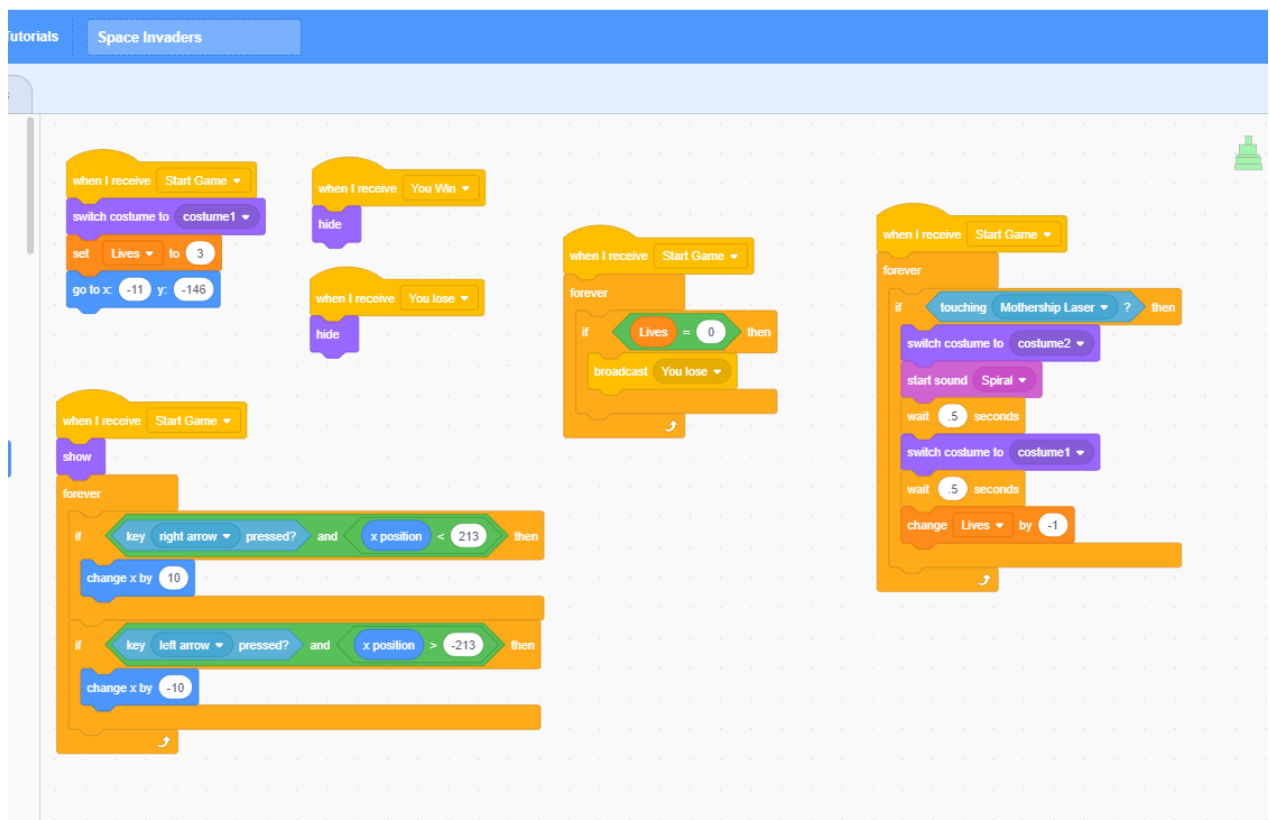 Tutorials Space Invaders
when I receive Start Game
switch costume to costume1
set Lives to 3
go to x: -11 y: -146
when I receive You Win
hide
when I receive You lose
hide
when I receive Start Game
show
forever
if key right arrow pressed? and x position < 213 then
change x by 10
if key left arrow pressed? and x position > -213 then
change x by -10
when I receive Start Game
forever
if Lives = 0 then
broadcast You lose
when I receive Start Game
forever
if touching Mothership Laser ? then
switch costume to costume2
start sound Spiral
wait .5 seconds
switch costume to costume1
wait .5 seconds
change Lives by -1